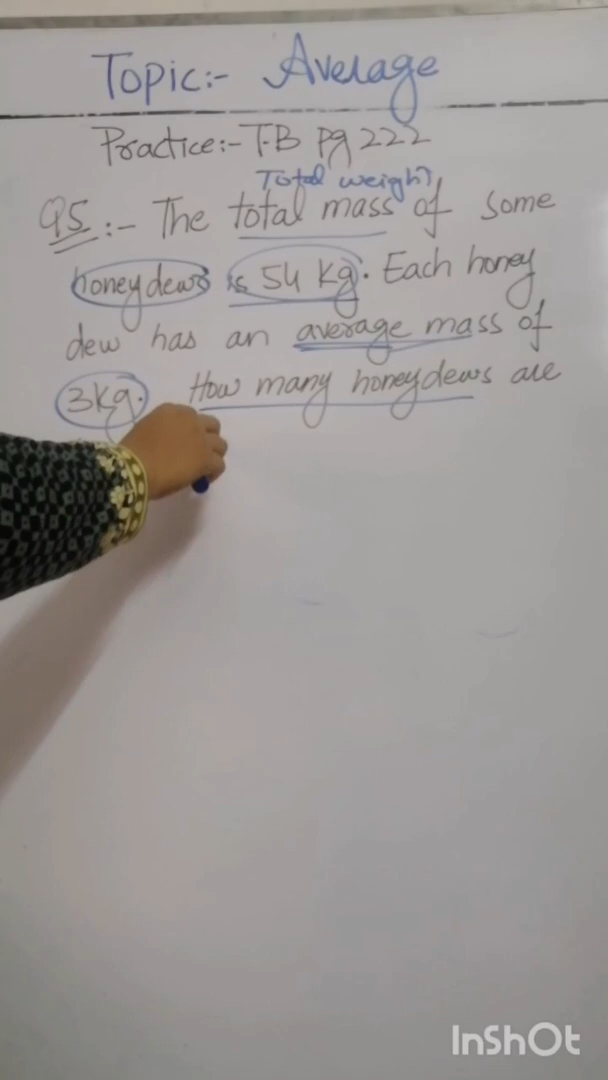 Topic:- Average
Practice:- T.B Pg 222
Total weight
Q5:- The total mass of some
honeydews is 54 kg. Each honey
dew has an average mass of
3kg. How many honeydews are
InShOt